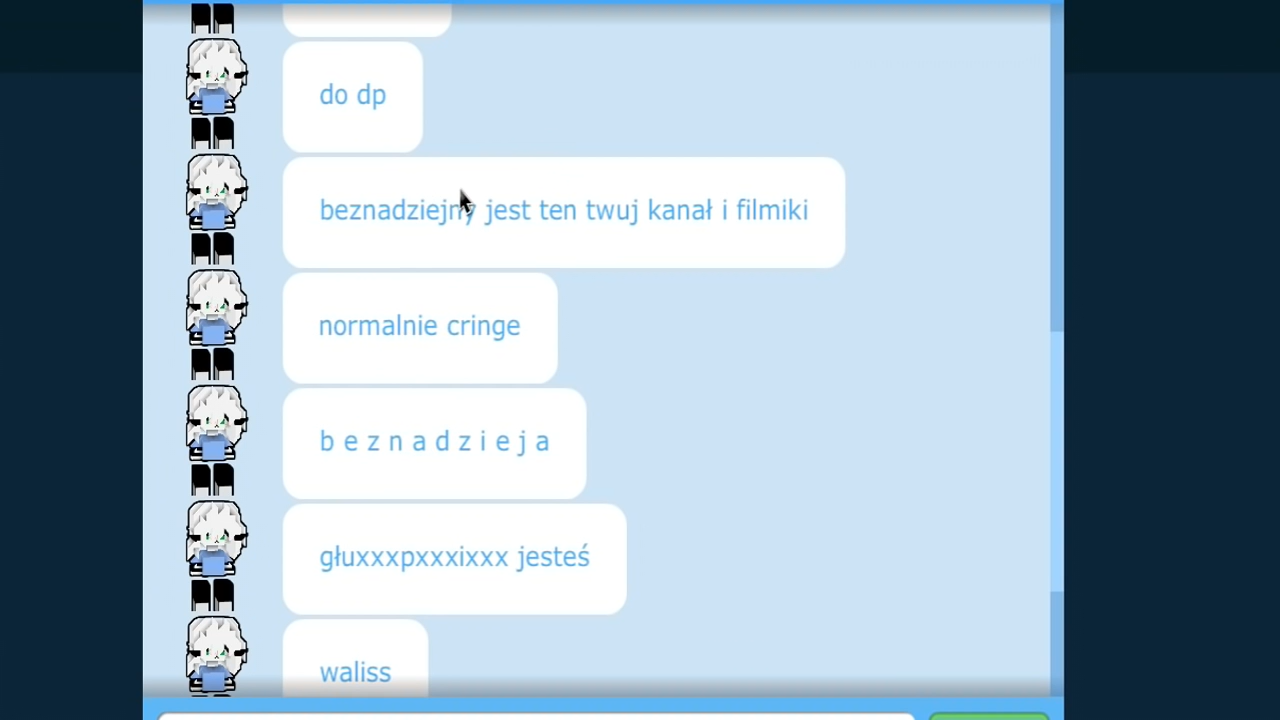 do dp
beznadziejny jest ten twuj kanał i filmiki
normalnie cringe
b e z n a d z i e j a
głuxxxpxxxixxx jesteś
waliss